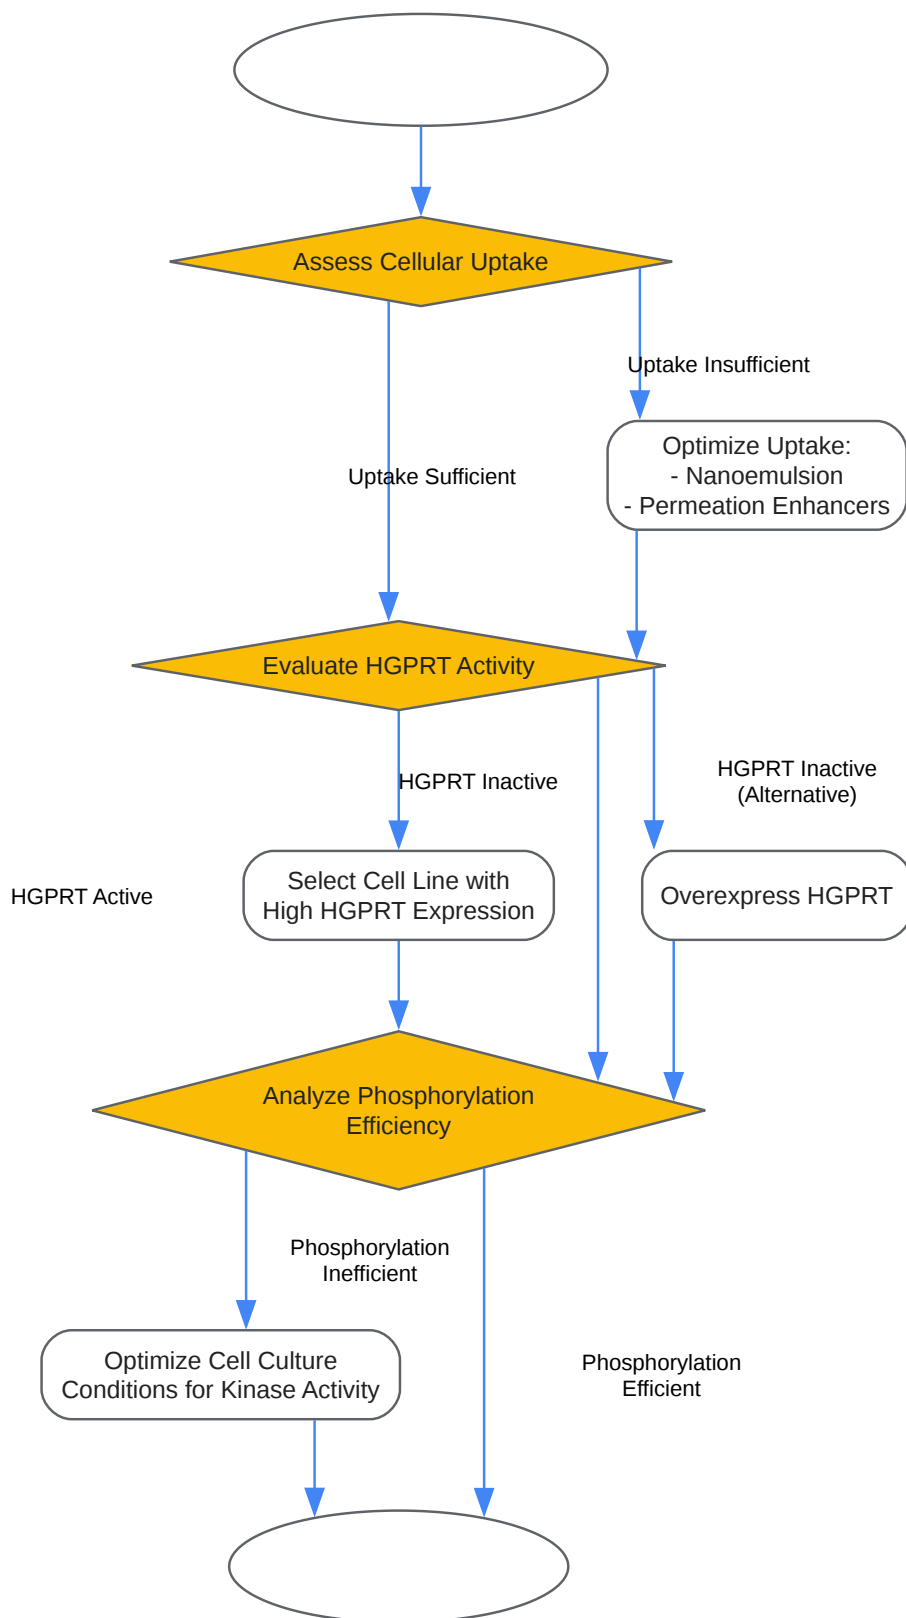 Assess Cellular Uptake
Uptake Insufficient
Optimize Uptake:
- Nanoemulsion
- Permeation Enhancers
Uptake Sufficient
Evaluate HGPRT Activity
HGPRT Inactive
HGPRT Inactive
(Alternative)
Select Cell Line with
High HGPRT Expression
Overexpress HGPRT
HGPRT Active
Analyze Phosphorylation
Efficiency
Phosphorylation
Inefficient
Optimize Cell Culture
Conditions for Kinase Activity
Phosphorylation
Efficient